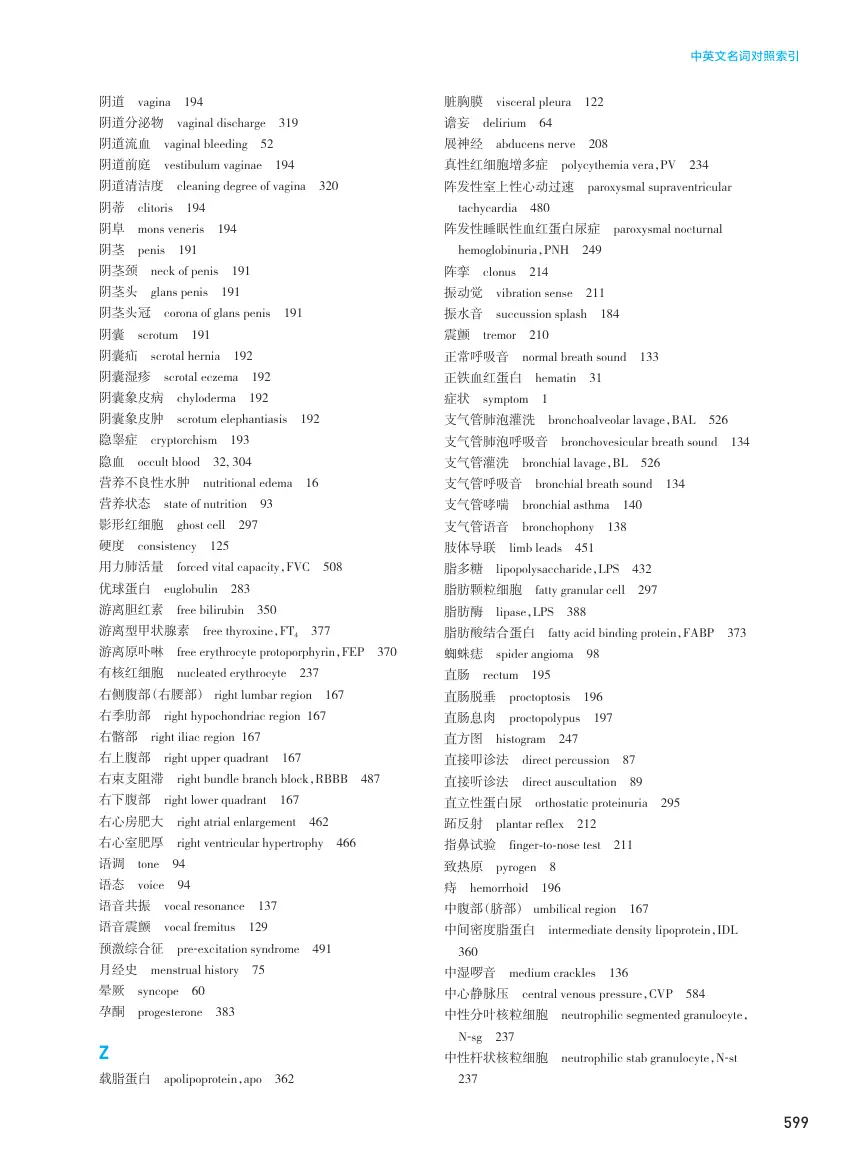 中英文名词对照索引
阴道 vagina 194
阴道分泌物 vaginal discharge 319
阴道流血 vaginal bleeding 52
阴道前庭 vestibulum vaginae 194
阴道清洁度 cleaning degree of vagina 320
阴蒂 clitoris 194
阴阜 mons veneris 194
阴茎 penis 191
阴茎颈 neck of penis 191
阴茎头 glans penis 191
阴茎头冠 corona of glans penis 191
阴囊 scrotum 191
阴囊疝 scrotal hernia 192
阴囊湿疹 scrotal eczema 192
阴囊象皮病 chyloderma 192
阴囊象皮肿 scrotum elephantiasis 192
隐睾症 cryptorchism 193
隐血 occult blood 32, 304
营养不良性水肿 nutritional edema 16
营养状态 state of nutrition 93
影形红细胞 ghost cell 297
硬度 consistency 125
用力肺活量 forced vital capacity,FVC 508
优球蛋白 euglobulin 283
游离胆红素 free bilirubin 350
游离型甲状腺素 free thyroxine,FT₄ 377
游离原卟啉 free erythrocyte protoporphyrin,FEP 370
有核红细胞 nucleated erythrocyte 237
右侧腹部(右腰部) right lumbar region 167
右季肋部 right hypochondriac region 167
右髂部 right iliac region 167
右上腹部 right upper quadrant 167
右束支阻滞 right bundle branch block,RBBB 487
右下腹部 right lower quadrant 167
右心房肥大 right atrial enlargement 462
右心室肥厚 right ventricular hypertrophy 466
语调 tone 94
语态 voice 94
语音共振 vocal resonance 137
语音震颤 vocal fremitus 129
预激综合征 pre-excitation syndrome 491
月经史 menstrual history 75
晕厥 syncope 60
孕酮 progesterone 383
Z
载脂蛋白 apolipoprotein,apo 362
脏胸膜 visceral pleura 122
谵妄 delirium 64
展神经 abducens nerve 208
真性红细胞增多症 polycythemia vera,PV 234
阵发性室上性心动过速 paroxysmal supraventricular
tachycardia 480
阵发性睡眠性血红蛋白尿症 paroxysmal nocturnal
hemoglobinuria,PNH 249
阵挛 clonus 214
振动觉 vibration sense 211
振水音 succussion splash 184
震颤 tremor 210
正常呼吸音 normal breath sound 133
正铁血红蛋白 hematin 31
症状 symptom 1
支气管肺泡灌洗 bronchoalveolar lavage,BAL 526
支气管肺泡呼吸音 bronchovesicular breath sound 134
支气管灌洗 bronchial lavage,BL 526
支气管呼吸音 bronchial breath sound 134
支气管哮喘 bronchial asthma 140
支气管语音 bronchophony 138
肢体导联 limb leads 451
脂多糖 lipopolysaccharide,LPS 432
脂肪颗粒细胞 fatty granular cell 297
脂肪酶 lipase,LPS 388
脂肪酸结合蛋白 fatty acid binding protein,FABP 373
蜘蛛痣 spider angioma 98
直肠 rectum 195
直肠脱垂 proctoptosis 196
直肠息肉 proctopolypus 197
直方图 histogram 247
直接叩诊法 direct percussion 87
直接听诊法 direct auscultation 89
直立性蛋白尿 orthostatic proteinuria 295
跖反射 plantar reflex 212
指鼻试验 finger-to-nose test 211
致热原 pyrogen 8
痔 hemorrhoid 196
中腹部(脐部) umbilical region 167
中间密度脂蛋白 intermediate density lipoprotein,IDL
360
中湿啰音 medium crackles 136
中心静脉压 central venous pressure,CVP 584
中性分叶核粒细胞 neutrophilic segmented granulocyte,
N-sg 237
中性杆状核粒细胞 neutrophilic stab granulocyte,N-st
237
599